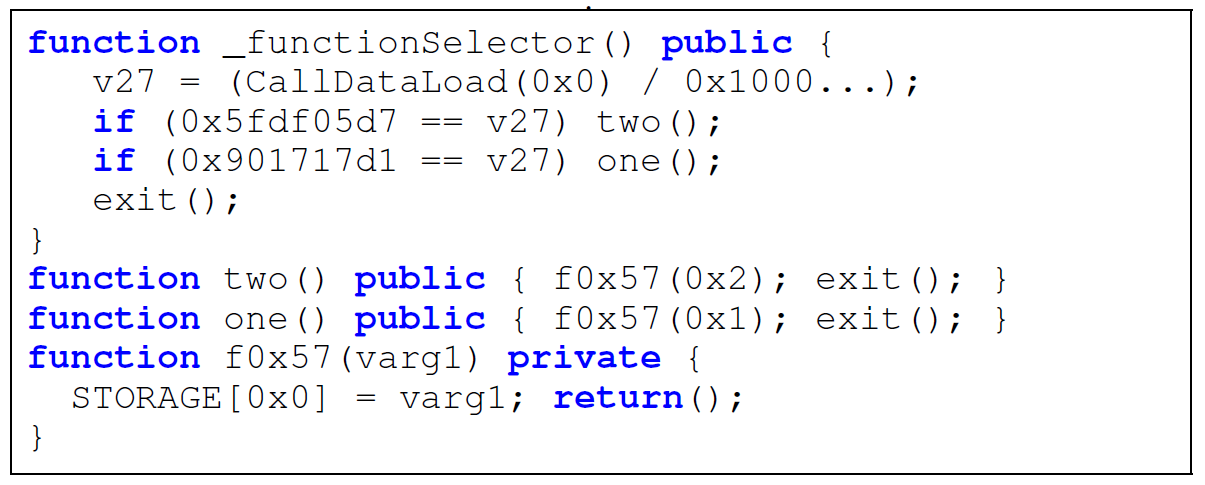 function _functionSelector() public {
   v27 = (CallDataLoad(0x0) / 0x1000...);
   if (0x5fdf05d7 == v27) two();
   if (0x901717d1 == v27) one();
   exit();
}
function two() public { f0x57(0x2); exit(); }
function one() public { f0x57(0x1); exit(); }
function f0x57(varg1) private {
  STORAGE[0x0] = varg1; return();
}